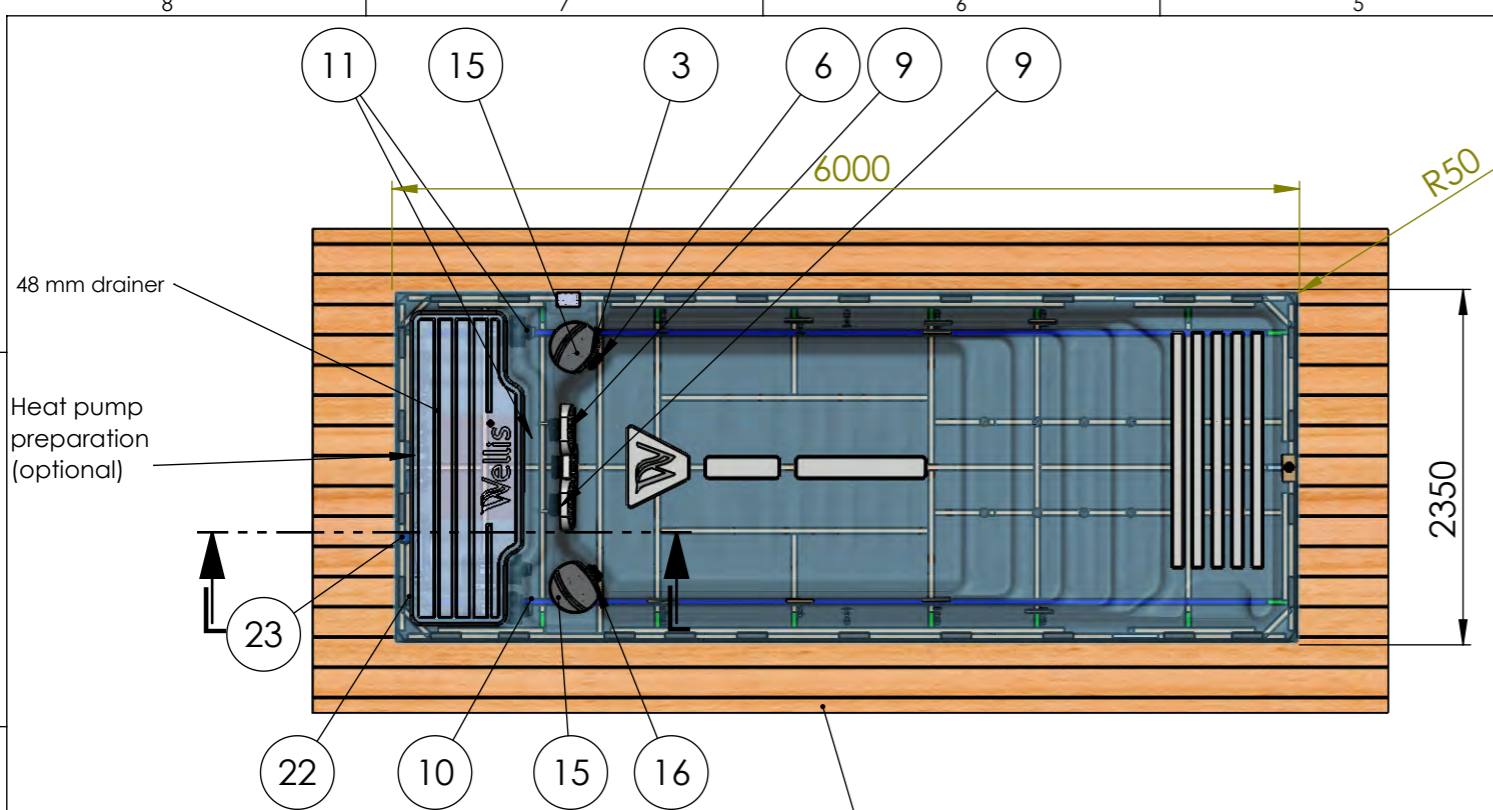 8 7 6 5
11 15 3 6 9 9
6000
R50
48 mm drainer
Heat pump
preparation
(optional)
Wellis
W
2350
23
22 10 15 16